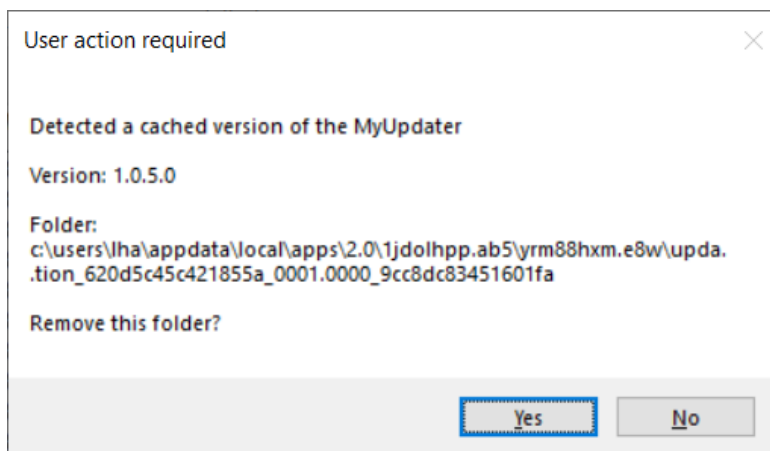 User action required
Detected a cached version of the MyUpdater
Version: 1.0.5.0
Folder:
c:\users\lha\appdata\local\apps\2.0\1jdolhpp.ab5\yrm88hxm.e8w\upda.
.tion_620d5c45c421855a_0001.0000_9cc8dc83451601fa
Remove this folder?
Yes
No